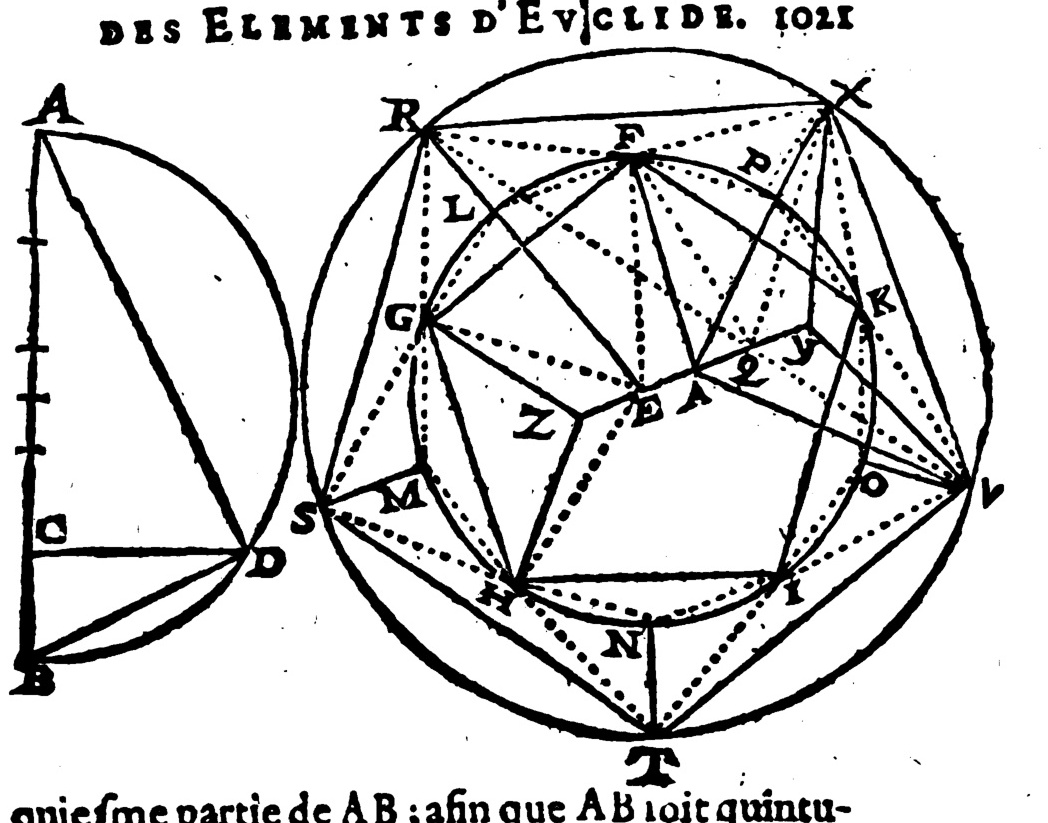 DES ELEMENTS D'EVCLIDE. 1021
A
R
F
X
P
L
G
K
Z
E
A
Q
y
M
O
S
V
C
D
H
I
N
B
T
quieſme partie de AB ; afin que AB ſoit quintu-